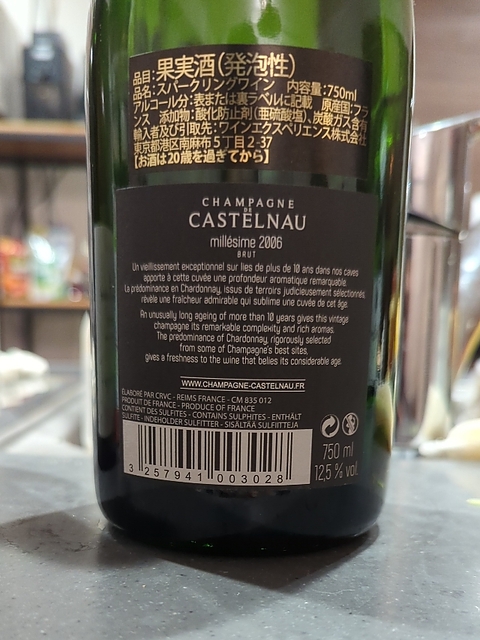 品目:果実酒(発泡性)
品名:スパークリングワイン 内容量:750ml
アルコール分:表または裏ラベルに記載 原産国:フラ
ンス 添加物:酸化防止剤(亜硫酸塩)、炭酸ガス含有
輸入者及び引取先:ワインエクスペリエンス株式会社
東京都港区南麻布5丁目2-37
【お酒は20歳を過ぎてから】
CHAMPAGNE
DE
CASTELNAU
millésime 2006
BRUT
Un vieillissement exceptionnel sur lies de plus de 10 ans dans nos caves
apporte à cette cuvée une profondeur aromatique remarquable.
La prédominance en Chardonnay, issus de terroirs judicieusement sélectionnés,
révèle une fraîcheur admirable qui sublime une cuvée de cet âge.
An unusually long ageing of more than 10 years gives this vintage
champagne its remarkable complexity and rich aromas.
The predominance of Chardonnay, rigorously selected
from some of Champagne's best sites,
gives a freshness to the wine that belies its considerable age.
WWW.CHAMPAGNE-CASTELNAU.FR
ÉLABORÉ PAR CRVC - REIMS FRANCE - CM 835 012
PRODUIT DE FRANCE - PRODUCE OF FRANCE
CONTIENT DES SULFITES - CONTAINS SULPHITES - ENTHÄLT
SULFITE - INDEHOLDER SULFITTER - SISÄLTÄÄ SULFIITTEJA
3 257941 003028
750 ml
12,5 % vol.